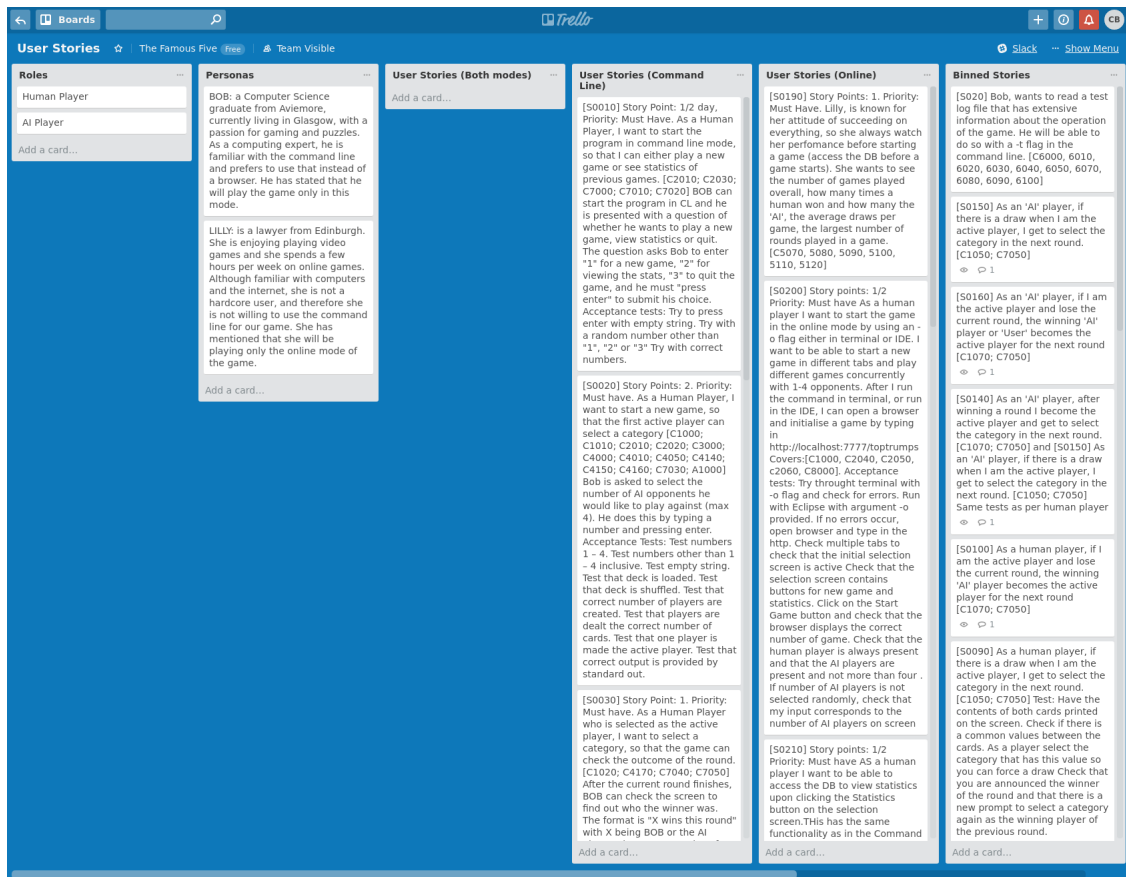 Boards
Trello
CB
User Stories
The Famous Five
Free
Team Visible
Slack
Show Menu
Roles
Human Player
AI Player
Add a card...
Personas
BOB: a Computer Science
graduate from Aviemore,
currently living in Glasgow, with a
passion for gaming and puzzles.
As a computing expert, he is
familiar with the command line
and prefers to use that instead of
a browser. He has stated that he
will play the game only in this
mode.
LILLY: is a lawyer from Edinburgh.
She is enjoying playing video
games and she spends a few
hours per week on online games.
Although familiar with computers
and the internet, she is not a
hardcore user, and therefore she
is not willing to use the command
line for our game. She has
mentioned that she will be
playing only the online mode of
the game.
Add a card...
User Stories (Both modes)
Add a card...
User Stories (Command
Line)
[S0010] Story Point: 1/2 day,
Priority: Must Have. As a Human
Player, I want to start the
program in command line mode,
so that I can either play a new
game or see statistics of
previous games. [C2010; C2030;
C7000; C7010; C7020] BOB can
start the program in CL and he
is presented with a question of
whether he wants to play a new
game, view statistics or quit.
The question asks Bob to enter
"1" for a new game, "2" for
viewing the stats, "3" to quit the
game, and he must "press
enter" to submit his choice.
Acceptance tests: Try to press
enter with empty string. Try with
a random number other than
"1", "2" or "3" Try with correct
numbers.
[S0020] Story Points: 2. Priority:
Must have. As a Human Player, I
want to start a new game, so
that the first active player can
select a category [C1000;
C1010; C2010; C2020; C3000;
C4000; C4010; C4050; C4140;
C4150; C4160; C7030; A1000]
Bob is asked to select the
number of AI opponents he
would like to play against (max
4). He does this by typing a
number and pressing enter.
Acceptance Tests: Test numbers
1 – 4. Test numbers other than 1
– 4 inclusive. Test empty string.
Test that deck is loaded. Test
that deck is shuffled. Test that
correct number of players are
created. Test that players are
dealt the correct number of
cards. Test that one player is
made the active player. Test that
correct output is provided by
standard out.
[S0030] Story Point: 1. Priority:
Must have. As a Human Player
who is selected as the active
player, I want to select a
category, so that the game can
check the outcome of the round.
[C1020; C4170; C7040; C7050]
After the current round finishes,
BOB can check the screen to
find out who the winner was.
The format is "X wins this round"
with X being BOB or the AI
Add a card...
User Stories (Online)
[S0190] Story Points: 1. Priority:
Must Have. Lilly, is known for
her attitude of succeeding on
everything, so she always watch
her perfomance before starting
a game (access the DB before a
game starts). She wants to see
the number of games played
overall, how many times a
human won and how many the
'AI', the average draws per
game, the largest number of
rounds played in a game.
[C5070, 5080, 5090, 5100,
5110, 5120]
[S0200] Story points: 1/2
Priority: Must have As a human
player I want to start the game
in the online mode by using an -
o flag either in terminal or IDE. I
want to be able to start a new
game in different tabs and play
different games concurrently
with 1-4 opponents. After I run
the command in terminal, or run
in the IDE, I can open a browser
and initialise a game by typing
in
http://localhost:7777/toptrumps
Covers:[C1000, C2040, C2050,
c2060, C8000]. Acceptance
tests: Try throught terminal with
-o flag and check for errors. Run
with Eclipse with argument -o
provided. If no errors occur,
open browser and type in the
http. Check multiple tabs to
check that the initial selection
screen is active Check that the
selection screen contains
buttons for new game and
statistics. Click on the Start
Game button and check that the
browser displays the correct
number of game. Check that the
human player is always present
and that the AI players are
present and not more than four .
If number of AI players is not
selected randomly, check that
my input corresponds to the
number of AI players on screen
[S0210] Story points: 1/2
Priority: Must have AS a human
player I want to be able to
access the DB to view statistics
upon clicking the Statistics
button on the selection
screen.THis has the same
functionality as in the Command
Add a card...
Binned Stories
[S020] Bob, wants to read a test
log file that has extensive
information about the operation
of the game. He will be able to
do so with a -t flag in the
command line. [C6000, 6010,
6020, 6030, 6040, 6050, 6070,
6080, 6090, 6100]
[S0150] As an 'AI' player, if
there is a draw when I am the
active player, I get to select the
category in the next round.
[C1050; C7050]
1
[S0160] As an 'AI' player, if I am
the active player and lose the
current round, the winning 'AI'
player or 'User' becomes the
active player for the next round
[C1070; C7050]
1
[S0140] As an 'AI' player, after
winning a round I become the
active player and get to select
the category in the next round.
[C1070; C7050] and [S0150] As
an 'AI' player, if there is a draw
when I am the active player, I
get to select the category in the
next round. [C1050; C7050]
Same tests as per human player
1
[S0100] As a human player, if I
am the active player and lose
the current round, the winning
'AI' player becomes the active
player for the next round
[C1070; C7050]
1
[S0090] As a human player, if
there is a draw when I am the
active player, I get to select the
category in the next round.
[C1050; C7050] Test: Have the
contents of both cards printed
on the screen. Check if there is
a common values between the
cards. As a player select the
category that has this value so
you can force a draw Check that
you are announced the winner
of the round and that there is a
new prompt to select a category
again as the winning player of
the previous round.
Add a card...